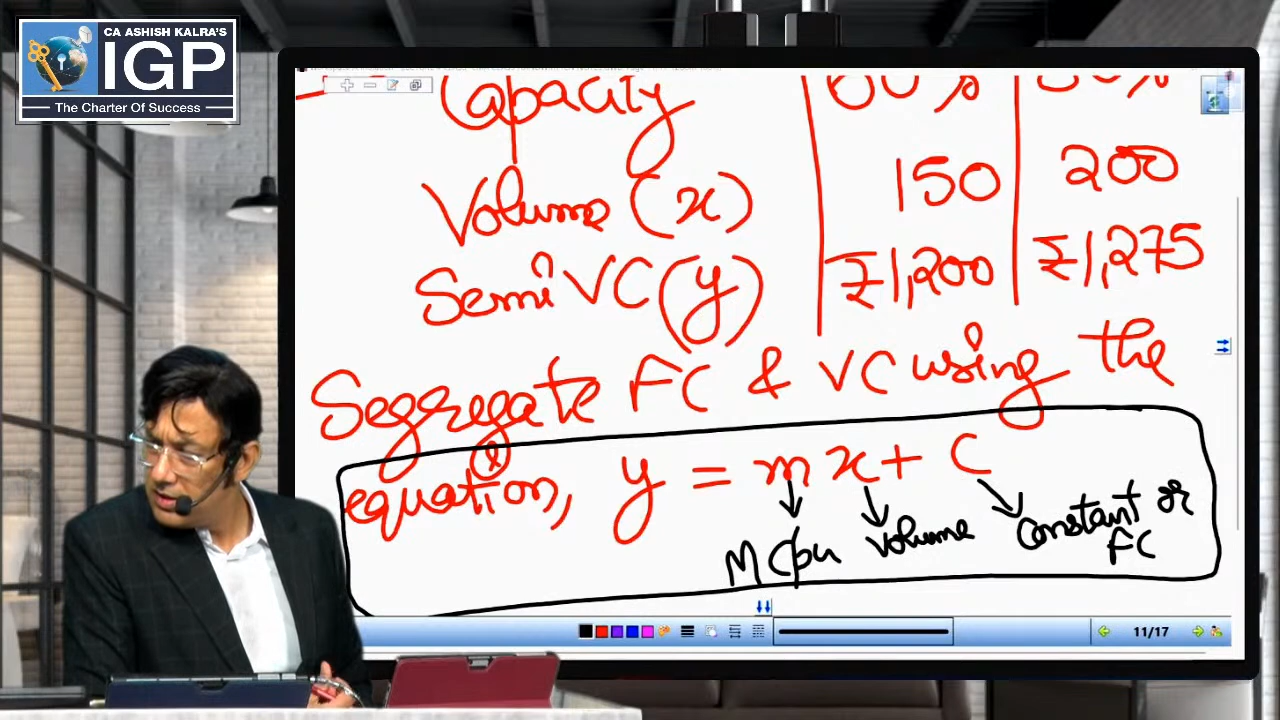 CA ASHISH KALRA'S
IGP
The Charter Of Success
Capacity
Volume (x) 150 200
Semi VC (y) ₹1,200 ₹1,275
Segregate FC & VC using the
equation, y = mx + c
MCpu Volume Constant or
FC
11/17